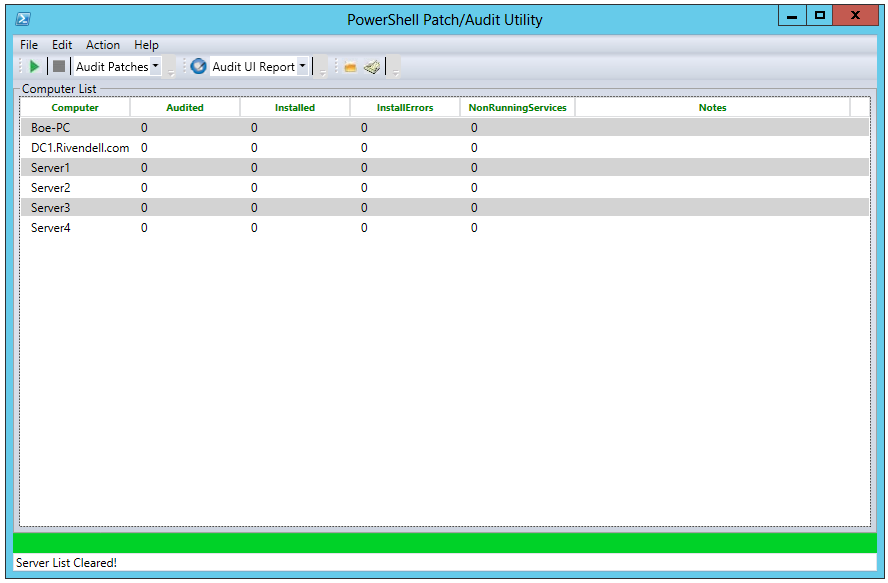 PowerShell Patch/Audit Utility
File Edit Action Help
Audit Patches Audit UI Report
Computer List
Computer Audited Installed InstallErrors NonRunningServices Notes
Boe-PC 0 0 0 0
DC1.Rivendell.com 0 0 0 0
Server1 0 0 0 0
Server2 0 0 0 0
Server3 0 0 0 0
Server4 0 0 0 0
Server List Cleared!